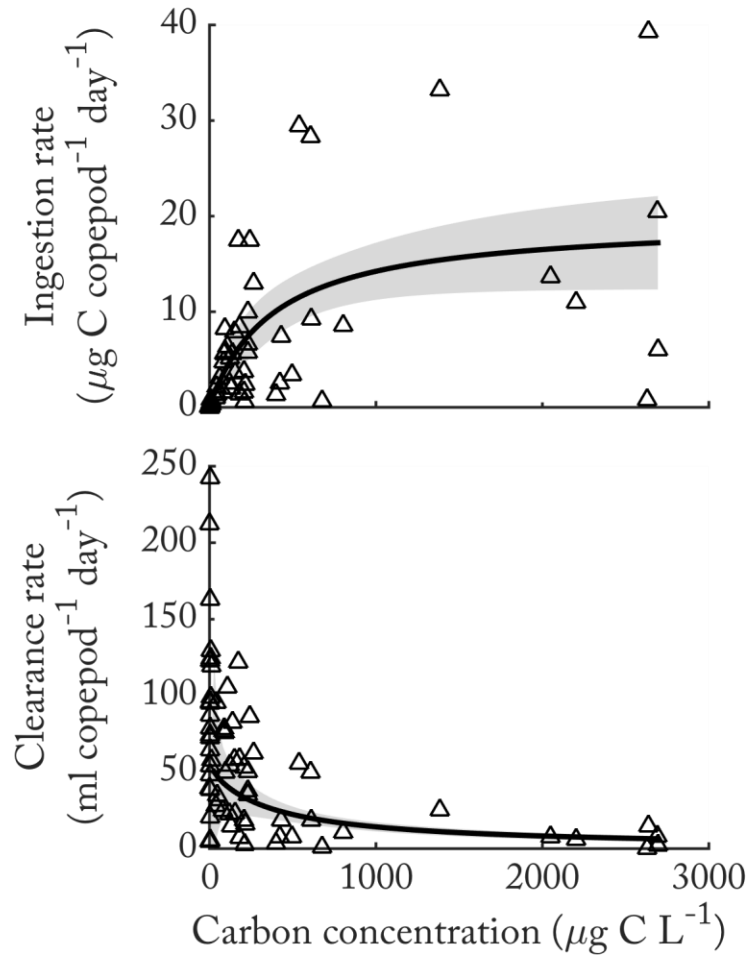 Ingestion rate
(μg C copepod⁻¹ day⁻¹)
40
30
20
10
0
Clearance rate
(ml copepod⁻¹ day⁻¹)
250
200
150
100
50
0
0 1000 2000 3000
Carbon concentration (μg C L⁻¹)